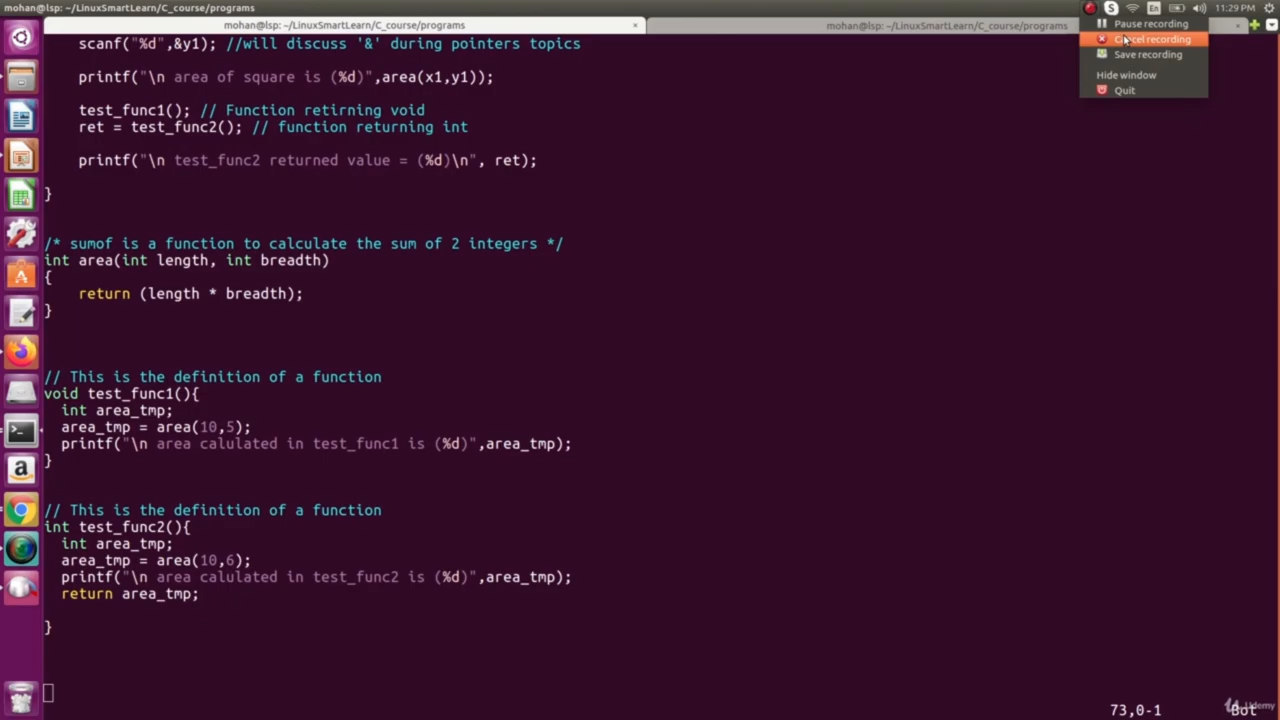 mohan@lsp: ~/LinuxSmartLearn/C_course/programs
11:29 PM
mohan@lsp: ~/LinuxSmartLearn/C_course/programs
mohan@lsp: ~/LinuxSmartLearn/C_course/programs
Pause recording
Cancel recording
Save recording
Hide window
Quit
scanf("%d",&y1); //will discuss '&' during pointers topics
printf("\n area of square is (%d)",area(x1,y1));
test_func1(); // Function retirning void
ret = test_func2(); // function returning int
printf("\n test_func2 returned value = (%d)\n", ret);
}
/* sumof is a function to calculate the sum of 2 integers */
int area(int length, int breadth)
{
return (length * breadth);
}
// This is the definition of a function
void test_func1(){
int area_tmp;
area_tmp = area(10,5);
printf("\n area calulated in test_func1 is (%d)",area_tmp);
}
// This is the definition of a function
int test_func2(){
int area_tmp;
area_tmp = area(10,6);
printf("\n area calulated in test_func2 is (%d)",area_tmp);
return area_tmp;
}
73,0-1
Bot
Udemy